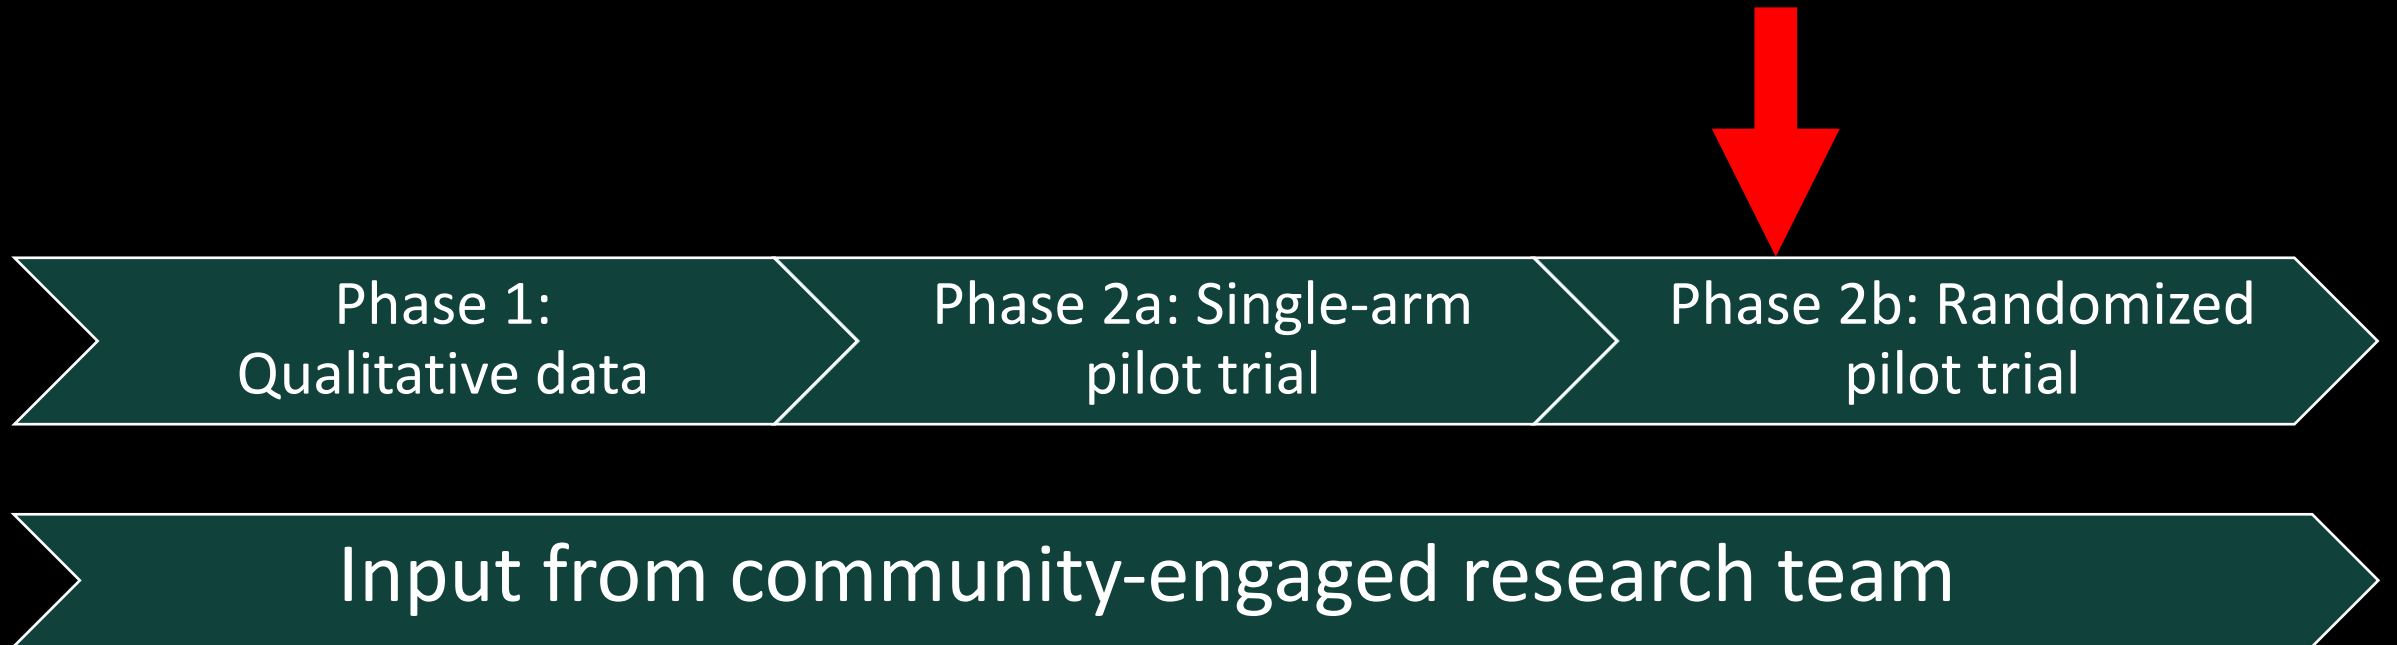 Phase 1:
Qualitative data
Phase 2a: Single-arm
pilot trial
Phase 2b: Randomized
pilot trial
Input from community-engaged research team